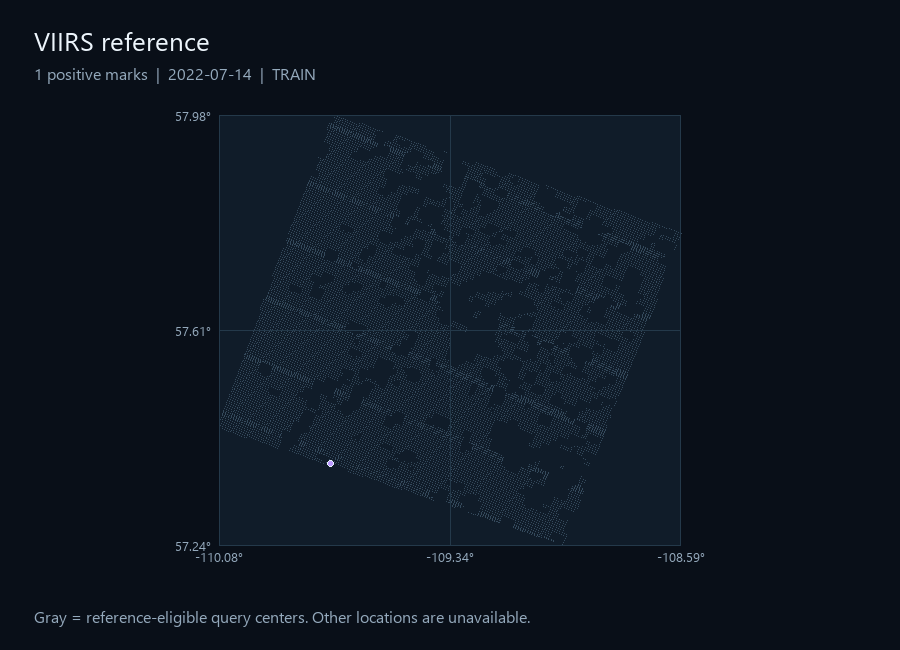 VIIRS reference
1 positive marks | 2022-07-14 | TRAIN
57.98°
57.61°
57.24°
-110.08°
-109.34°
-108.59°
Gray = reference-eligible query centers. Other locations are unavailable.